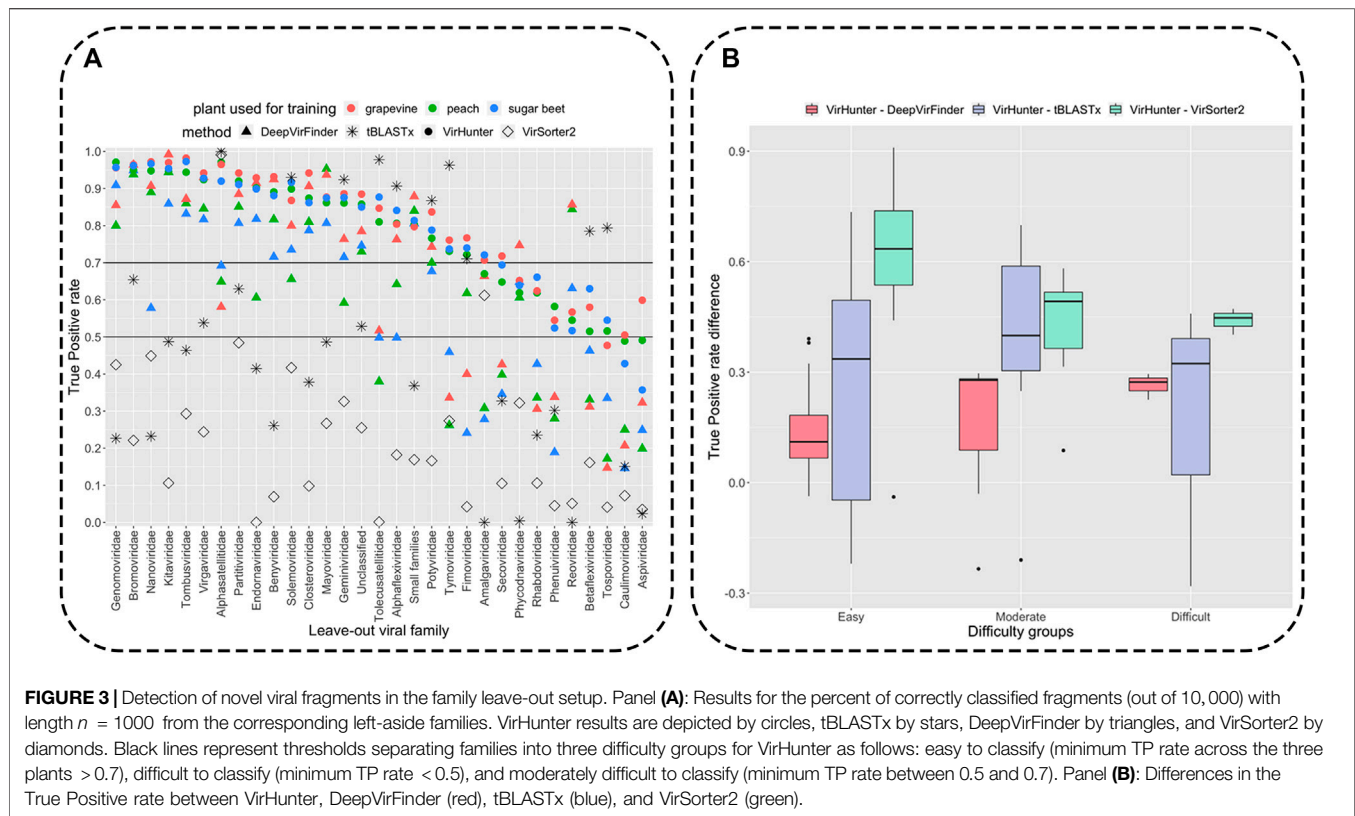 A
plant used for training grapevine peach sugar beet
method DeepVirFinder tBLASTx VirHunter VirSorter2
True Positive rate
1.0
0.9
0.8
0.7
0.6
0.5
0.4
0.3
0.2
0.1
0.0
Genomoviridae
Bromoviridae
Nanoviridae
Kitaviridae
Tombusviridae
Virgaviridae
Alphasatellitidae
Partitiviridae
Endornaviridae
Benyviridae
Solemoviridae
Closteroviridae
Mayoviridae
Geminiviridae
Unclassified
Tolecusatellitidae
Alphaflexiviridae
Small families
Potyviridae
Tymoviridae
Fimoviridae
Amalgaviridae
Secoviridae
Phycodnaviridae
Rhabdoviridae
Phenuiviridae
Reoviridae
Betaflexiviridae
Tospoviridae
Caulimoviridae
Aspiviridae
Leave-out viral family
B
VirHunter - DeepVirFinder VirHunter - tBLASTx VirHunter - VirSorter2
True Positive rate difference
0.9
0.6
0.3
0.0
-0.3
Easy Moderate Difficult
Difficulty groups
FIGURE 3 | Detection of novel viral fragments in the family leave-out setup. Panel (A): Results for the percent of correctly classified fragments (out of 10,000) with
length n = 1000 from the corresponding left-aside families. VirHunter results are depicted by circles, tBLASTx by stars, DeepVirFinder by triangles, and VirSorter2 by
diamonds. Black lines represent thresholds separating families into three difficulty groups for VirHunter as follows: easy to classify (minimum TP rate across the three
plants > 0.7), difficult to classify (minimum TP rate < 0.5), and moderately difficult to classify (minimum TP rate between 0.5 and 0.7). Panel (B): Differences in the
True Positive rate between VirHunter, DeepVirFinder (red), tBLASTx (blue), and VirSorter2 (green).